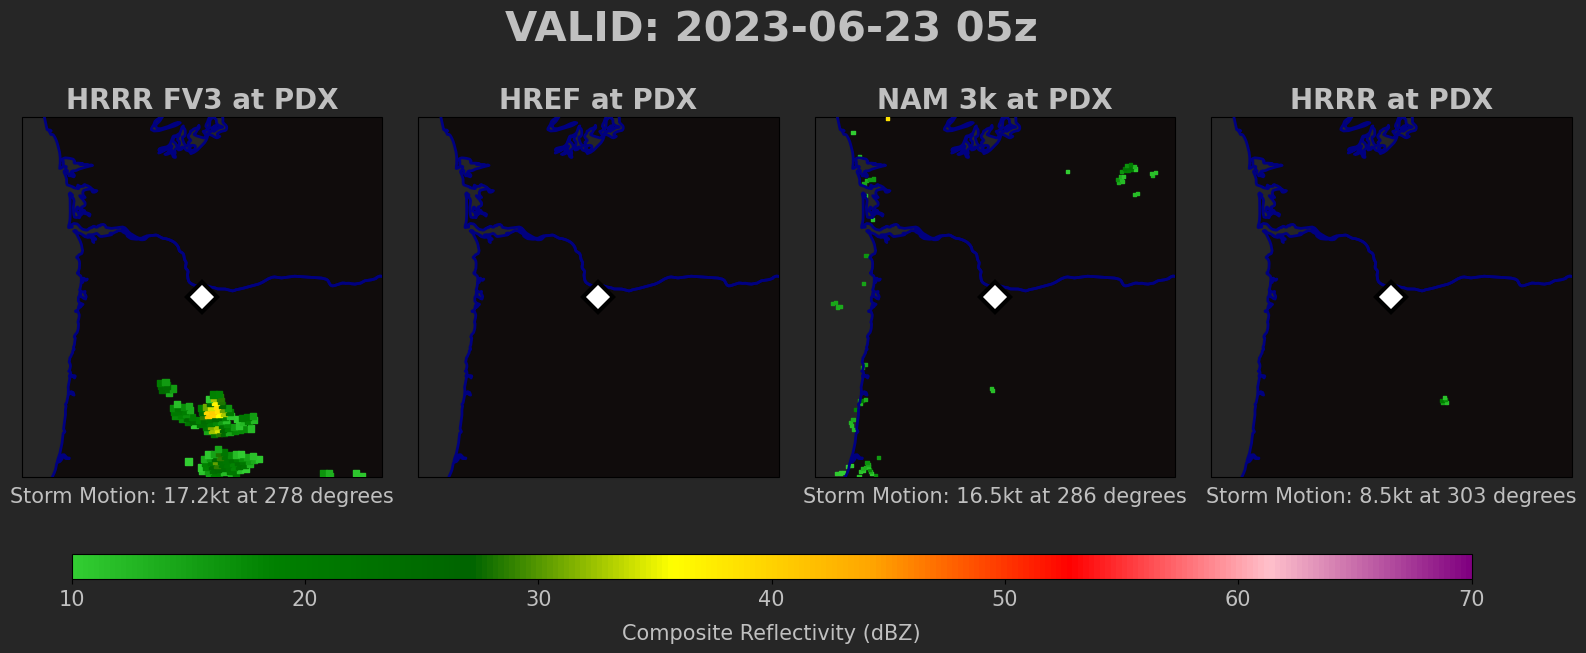 VALID: 2023-06-23 05z
HRRR FV3 at PDX
HREF at PDX
NAM 3k at PDX
HRRR at PDX
Storm Motion: 17.2kt at 278 degrees
Storm Motion: 16.5kt at 286 degrees
Storm Motion: 8.5kt at 303 degrees
10 20 30 40 50 60 70
Composite Reflectivity (dBZ)